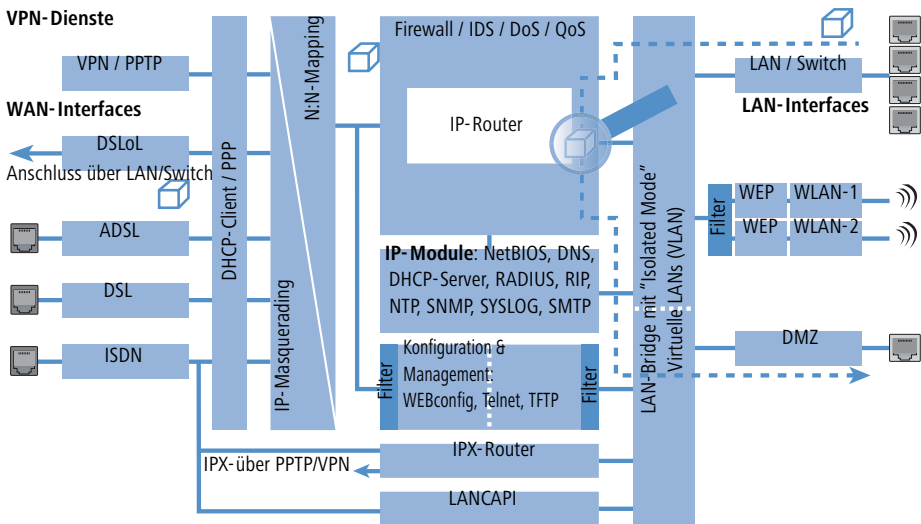 VPN-Dienste
VPN / PPTP
WAN-Interfaces
DSLoL
Anschluss über LAN/Switch
ADSL
DSL
ISDN
DHCP-Client / PPP
IP-Masquerading
N:N-Mapping
Firewall / IDS / DoS / QoS
IP-Router
IP-Module: NetBIOS, DNS,
DHCP-Server, RADIUS, RIP,
NTP, SNMP, SYSLOG, SMTP
Filter
Konfiguration &
Management:
WEBconfig, Telnet, TFTP
Filter
IPX-Router
IPX-über PPTP/VPN
LANCAPI
LAN-Bridge mit "Isolated Mode"
Virtuelle LANs (VLAN)
LAN / Switch
LAN-Interfaces
Filter
WEP
WLAN-1
WEP
WLAN-2
DMZ